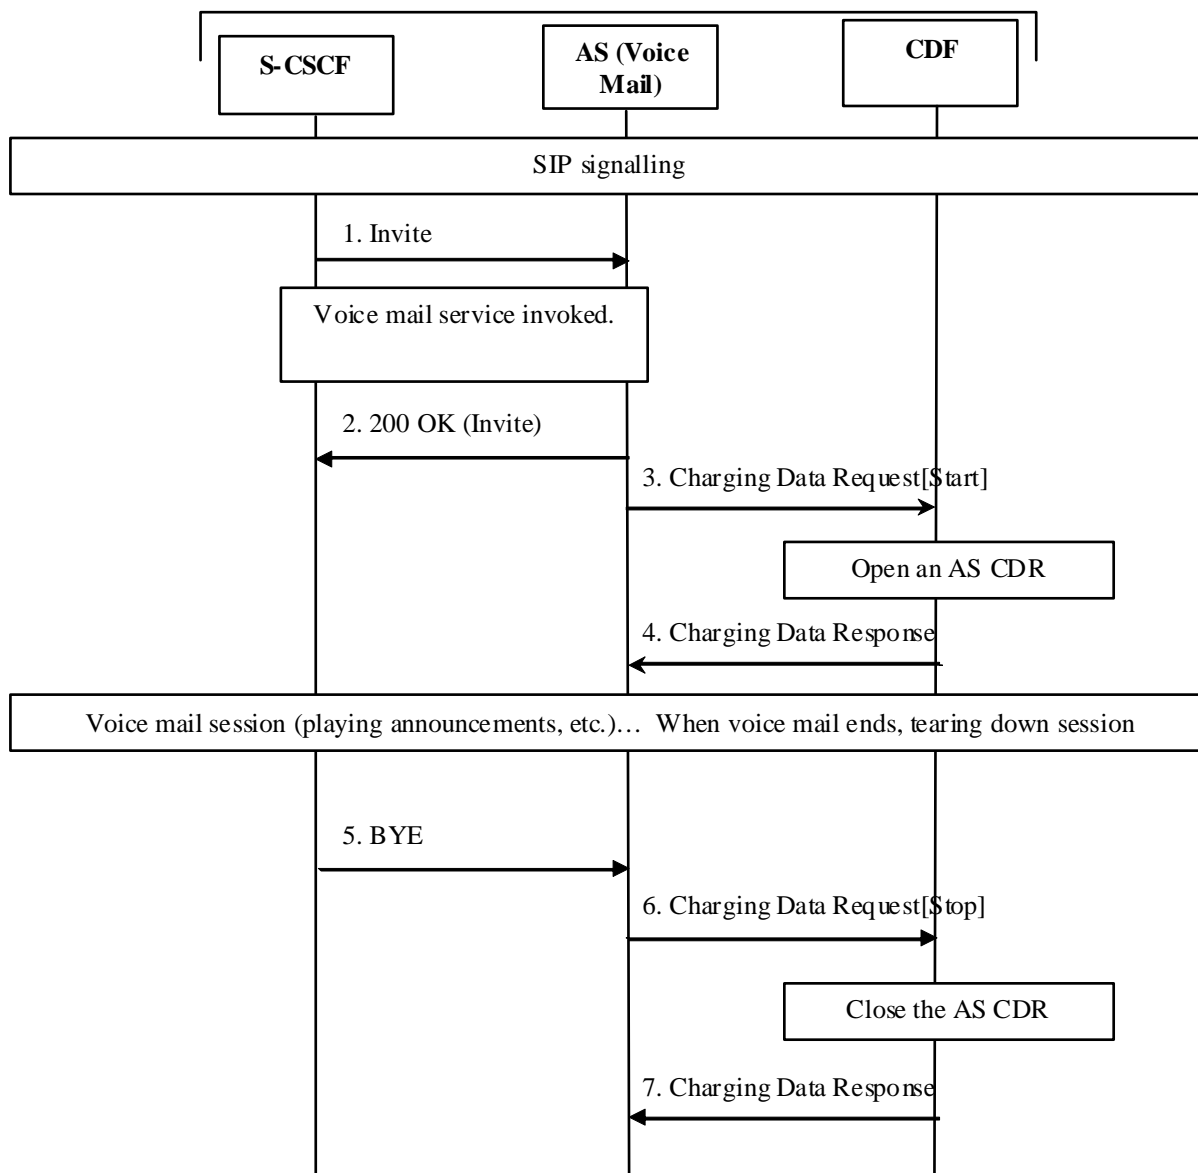 S-CSCF
AS (Voice
Mail)
CDF
SIP signalling
1. Invite
Voice mail service invoked.
2. 200 OK (Invite)
3. Charging Data Request[Start]
Open an AS CDR
4. Charging Data Response
Voice mail session (playing announcements, etc.)… When voice mail ends, tearing down session
5. BYE
6. Charging Data Request[Stop]
Close the AS CDR
7. Charging Data Response